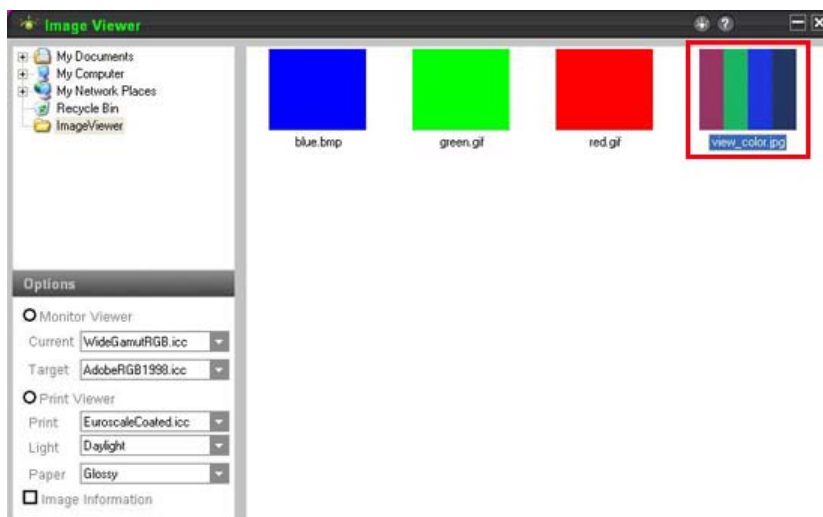 Image Viewer
My Documents
My Computer
My Network Places
Recycle Bin
ImageViewer
blue.bmp
green.gif
red.gif
view_color.jpg
Options
Monitor Viewer
Current WideGamutRGB.icc
Target AdobeRGB1998.icc
Print Viewer
Print EuroscaleCoated.icc
Light Daylight
Paper Glossy
Image Information